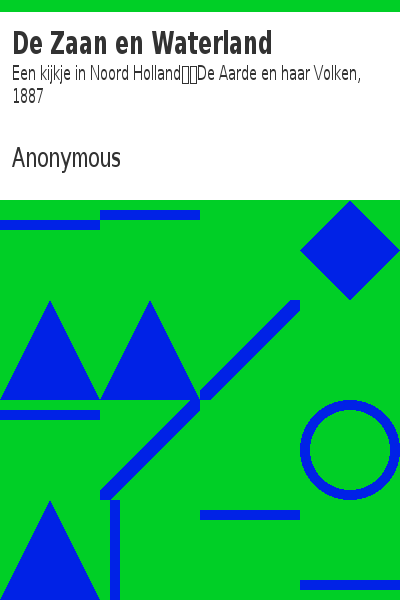 De Zaan en Waterland
Een kijkje in Noord Holland▯▯De Aarde en haar Volken,
1887
Anonymous